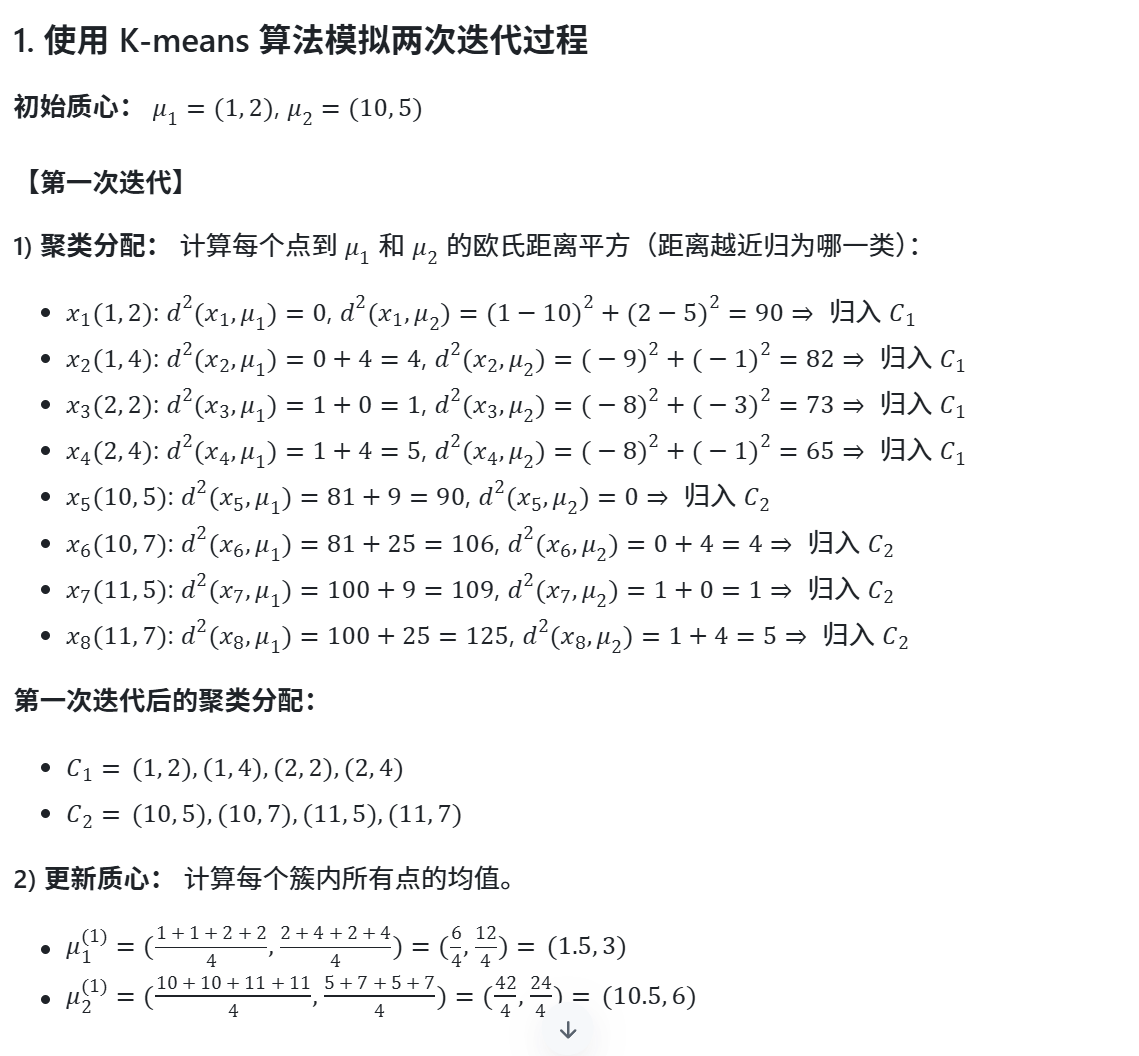 1. 使用 K-means 算法模拟两次迭代过程
初始质心： μ₁ = (1, 2), μ₂ = (10, 5)
【第一次迭代】
1) 聚类分配： 计算每个点到 μ₁ 和 μ₂ 的欧氏距离平方（距离越近归为哪一类）：
• x₁(1, 2): d²(x₁, μ₁) = 0, d²(x₁, μ₂) = (1 − 10)² + (2 − 5)² = 90 ⇒ 归入 C₁
• x₂(1, 4): d²(x₂, μ₁) = 0 + 4 = 4, d²(x₂, μ₂) = ( − 9)² + ( − 1)² = 82 ⇒ 归入 C₁
• x₃(2, 2): d²(x₃, μ₁) = 1 + 0 = 1, d²(x₃, μ₂) = ( − 8)² + ( − 3)² = 73 ⇒ 归入 C₁
• x₄(2, 4): d²(x₄, μ₁) = 1 + 4 = 5, d²(x₄, μ₂) = ( − 8)² + ( − 1)² = 65 ⇒ 归入 C₁
• x₅(10, 5): d²(x₅, μ₁) = 81 + 9 = 90, d²(x₅, μ₂) = 0 ⇒ 归入 C₂
• x₆(10, 7): d²(x₆, μ₁) = 81 + 25 = 106, d²(x₆, μ₂) = 0 + 4 = 4 ⇒ 归入 C₂
• x₇(11, 5): d²(x₇, μ₁) = 100 + 9 = 109, d²(x₇, μ₂) = 1 + 0 = 1 ⇒ 归入 C₂
• x₈(11, 7): d²(x₈, μ₁) = 100 + 25 = 125, d²(x₈, μ₂) = 1 + 4 = 5 ⇒ 归入 C₂
第一次迭代后的聚类分配：
• C₁ = (1, 2), (1, 4), (2, 2), (2, 4)
• C₂ = (10, 5), (10, 7), (11, 5), (11, 7)
2) 更新质心： 计算每个簇内所有点的均值。
• μ₁⁽¹⁾ = ((1 + 1 + 2 + 2)/4, (2 + 4 + 2 + 4)/4) = (6/4, 12/4) = (1.5, 3)
• μ₂⁽¹⁾ = ((10 + 10 + 11 + 11)/4, (5 + 7 + 5 + 7)/4) = (42/4, 24/4) = (10.5, 6)